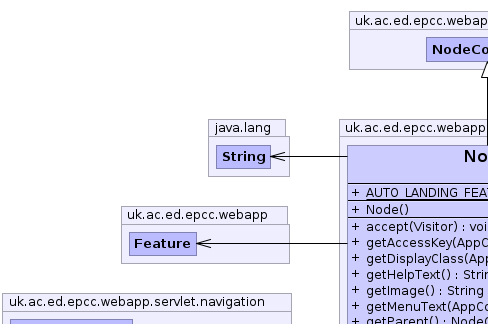 uk.ac.ed.epcc.webapp
NodeCo
java.lang
String
uk.ac.ed.epcc.webapp
No
+ AUTO_LANDING_FEA
+ Node()
+ accept(Visitor) : voi
+ getAccessKey(AppC
+ getDisplayClass(App
+ getHelpText() : Strin
+ getImage() : String
+ getMenuText(AppCo
+ getParent() : Node
uk.ac.ed.epcc.webapp
Feature
uk.ac.ed.epcc.webapp.servlet.navigation